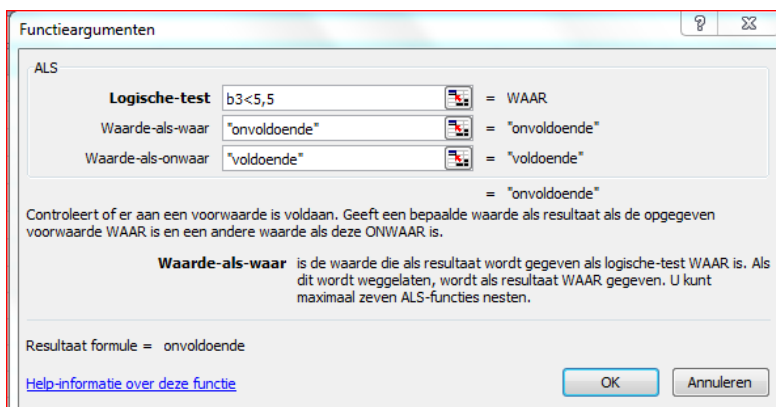 Functieargumenten
ALS
Logische-test b3<5,5 = WAAR
Waarde-als-waar "onvoldoende" = "onvoldoende"
Waarde-als-onwaar "voldoende" = "voldoende"
= "onvoldoende"
Controleert of er aan een voorwaarde is voldaan. Geeft een bepaalde waarde als resultaat als de opgegeven
voorwaarde WAAR is en een andere waarde als deze ONWAAR is.
Waarde-als-waar is de waarde die als resultaat wordt gegeven als logische-test WAAR is. Als
dit wordt weggelaten, wordt als resultaat WAAR gegeven. U kunt
maximaal zeven ALS-functies nesten.
Resultaat formule = onvoldoende
Help-informatie over deze functie
OK Annuleren